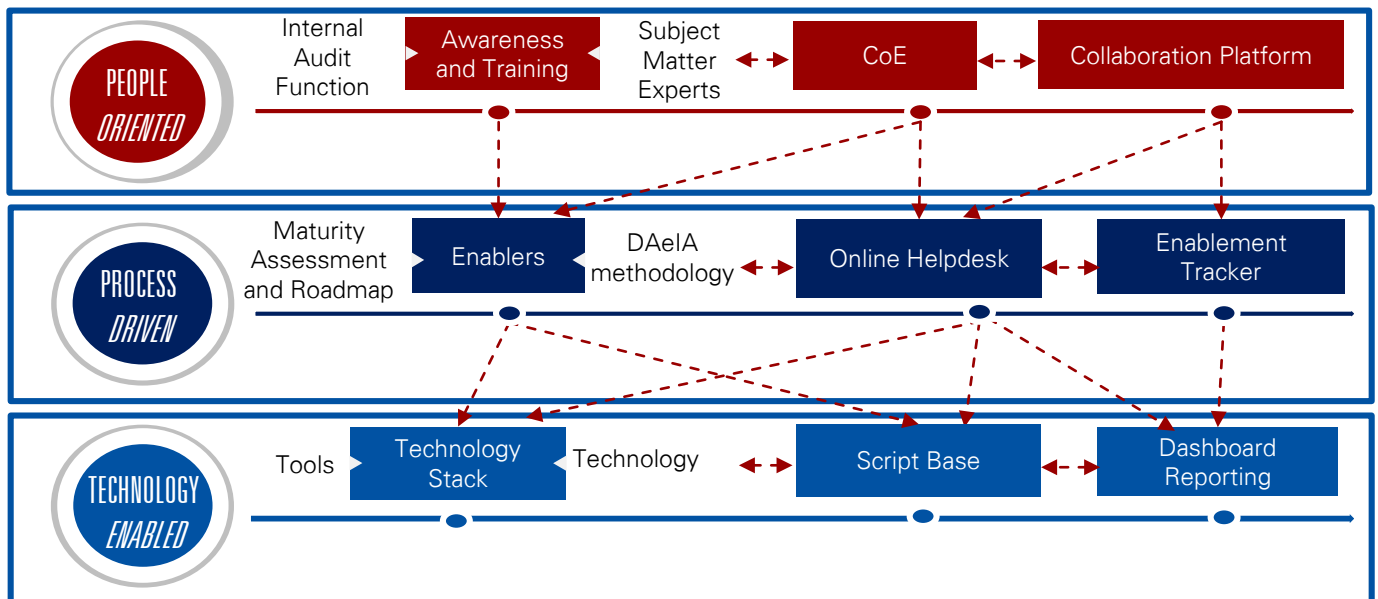 PEOPLE
ORIENTED
Internal
Audit
Function
Awareness
and Training
Subject
Matter
Experts
CoE
Collaboration Platform
PROCESS
DRIVEN
Maturity
Assessment
and Roadmap
Enablers
DAeIA
methodology
Online Helpdesk
Enablement
Tracker
TECHNOLOGY
ENABLED
Tools
Technology
Stack
Technology
Script Base
Dashboard
Reporting